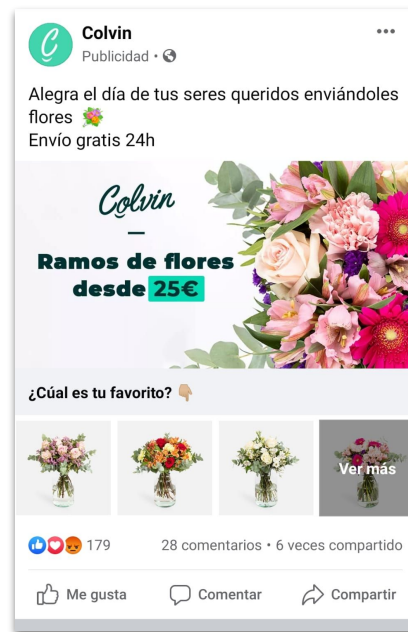 Colvin
Publicidad
Alegra el día de tus seres queridos enviándoles
flores
Envío gratis 24h
Colvin
Ramos de flores
desde 25€
¿Cúal es tu favorito?
Ver más
179
28 comentarios • 6 veces compartido
Me gusta
Comentar
Compartir